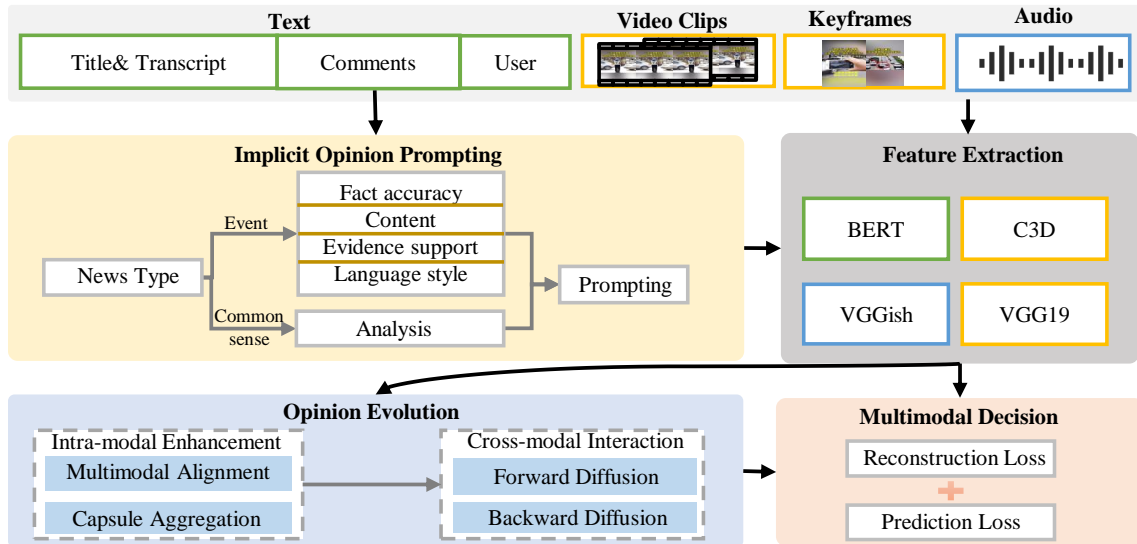 Text
Video Clips
Keyframes
Audio
Title& Transcript
Comments
User
Implicit Opinion Prompting
News Type
Event
Common
sense
Fact accuracy
Content
Evidence support
Language style
Analysis
Prompting
Feature Extraction
BERT
C3D
VGGish
VGG19
Opinion Evolution
Intra-modal Enhancement
Multimodal Alignment
Capsule Aggregation
Cross-modal Interaction
Forward Diffusion
Backward Diffusion
Multimodal Decision
Reconstruction Loss
Prediction Loss